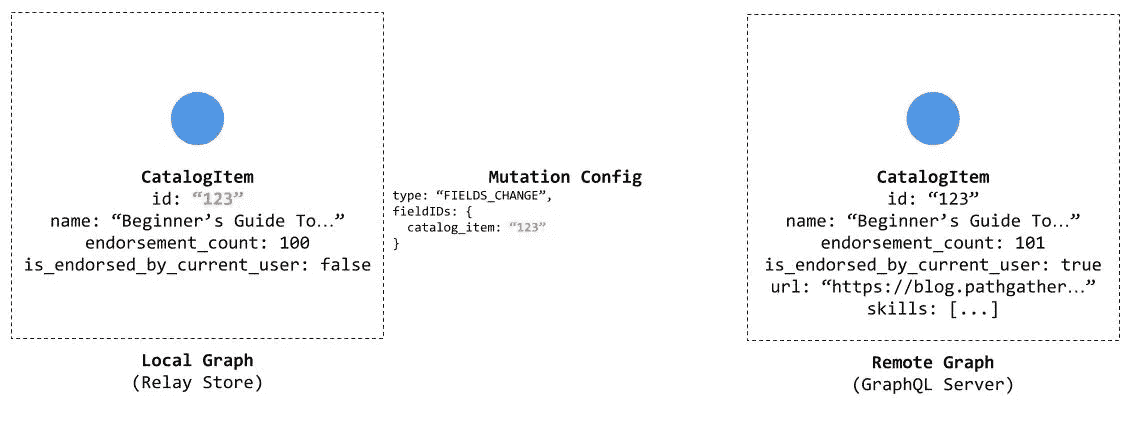 CatalogItem
id: “123”
name: “Beginner’s Guide To…”
endorsement_count: 100
is_endorsed_by_current_user: false
Local Graph
(Relay Store)
Mutation Config
type: “FIELDS_CHANGE”,
fieldIDs: {
catalog_item: “123”
}
CatalogItem
id: “123”
name: “Beginner’s Guide To…”
endorsement_count: 101
is_endorsed_by_current_user: true
url: “https://blog.pathgather…”
skills: [...]
Remote Graph
(GraphQL Server)